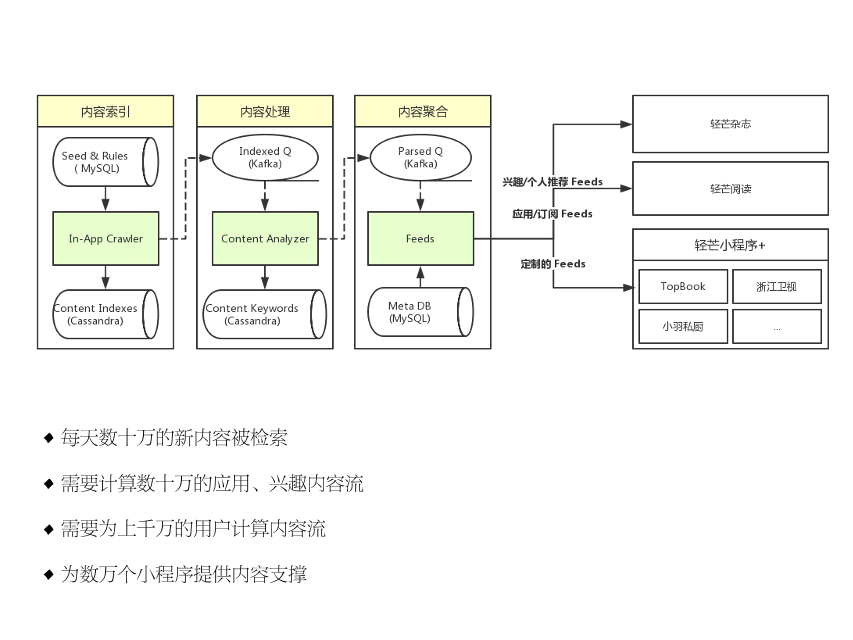 内容索引
Seed & Rules
( MySQL)
In-App Crawler
Content Indexes
(Cassandra)
内容处理
Indexed Q
(Kafka)
Content Analyzer
Content Keywords
(Cassandra)
内容聚合
Parsed Q
(Kafka)
Feeds
Meta DB
(MySQL)
兴趣/个人推荐 Feeds
应用/订阅 Feeds
定制的 Feeds
轻芒杂志
轻芒阅读
轻芒小程序+
TopBook
浙江卫视
小羽私厨
...
◆ 每天数十万的新内容被检索
◆ 需要计算数十万的应用、兴趣内容流
◆ 需要为上千万的用户计算内容流
◆ 为数万个小程序提供内容支撑